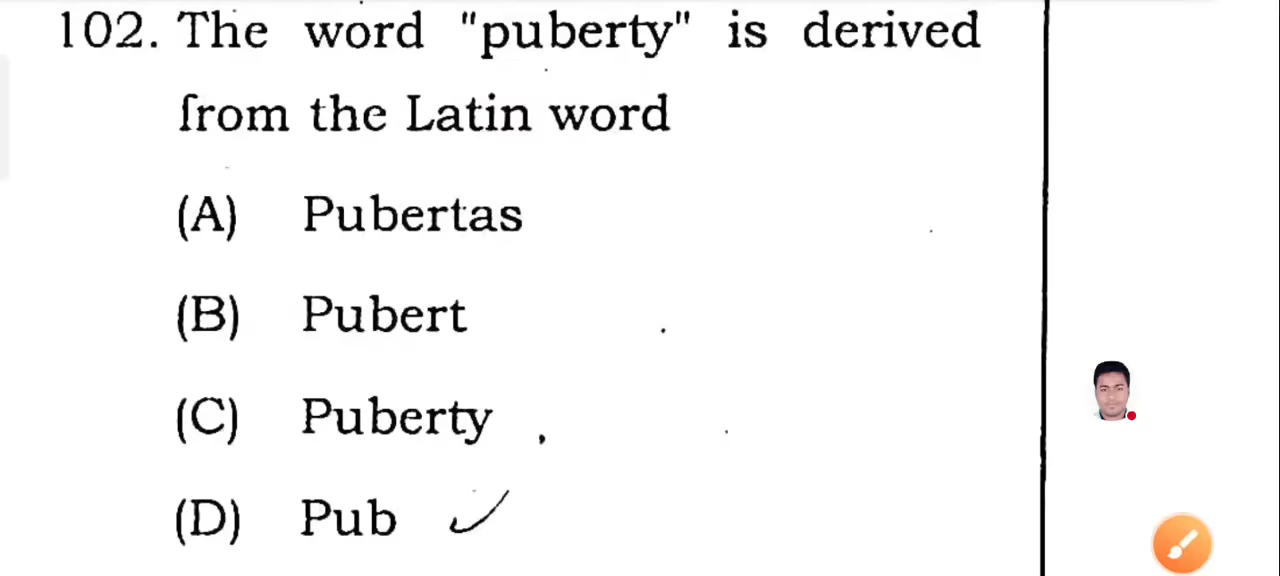 102. The word "puberty" is derived
from the Latin word
(A) Pubertas
(B) Pubert
(C) Puberty
(D) Pub